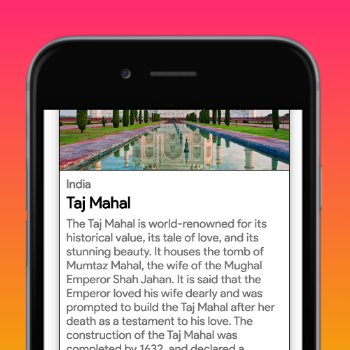 India
Taj Mahal
The Taj Mahal is world-renowned for its
historical value, its tale of love, and its
stunning beauty. It houses the tomb of
Mumtaz Mahal, the wife of the Mughal
Emperor Shah Jahan. It is said that the
Emperor loved his wife dearly and was
prompted to build the Taj Mahal after her
death as a testament to his love. The
construction of the Taj Mahal was
completed by 1632, and declared a